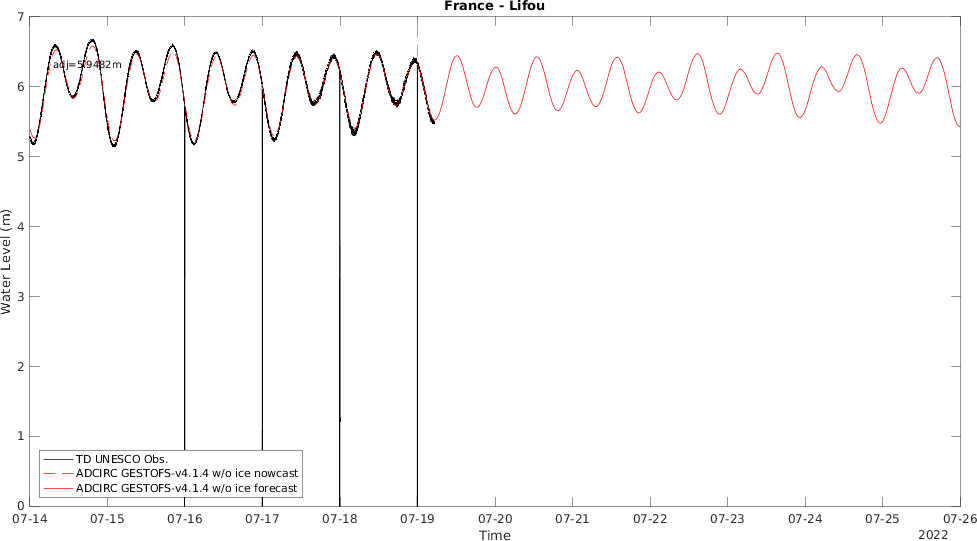 France - Lifou
7
adj=5.9482m
6
5
4
3
2
1
0
Water Level (m)
TD UNESCO Obs.
ADCIRC GESTOFS-v4.1.4 w/o ice nowcast
ADCIRC GESTOFS-v4.1.4 w/o ice forecast
07-14 07-15 07-16 07-17 07-18 07-19 07-20 07-21 07-22 07-23 07-24 07-25 07-26
Time
2022